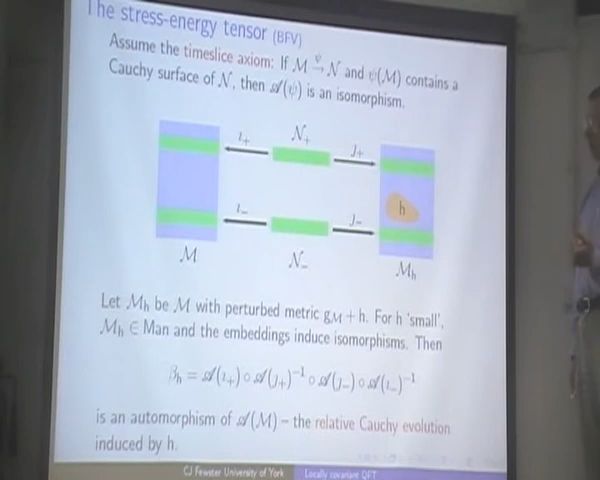 The stress-energy tensor (BFV)
Assume the timeslice axiom: If ℳ →^ψ 𝒩 and ψ(ℳ) contains a
Cauchy surface of 𝒩, then 𝒜(ψ) is an isomorphism.
ι₊ 𝒩₊ ȷ₊
h
ι₋ ȷ₋
ℳ 𝒩₋ ℳₕ
Let ℳₕ be ℳ with perturbed metric g_ℳ + h. For h 'small',
ℳₕ ∈ Man and the embeddings induce isomorphisms. Then
βₕ = 𝒜(ι₊) ∘ 𝒜(ȷ₊)⁻¹ ∘ 𝒜(ȷ₋) ∘ 𝒜(ι₋)⁻¹
is an automorphism of 𝒜(ℳ) – the relative Cauchy evolution
induced by h.
CJ Fewster University of York Locally covariant QFT